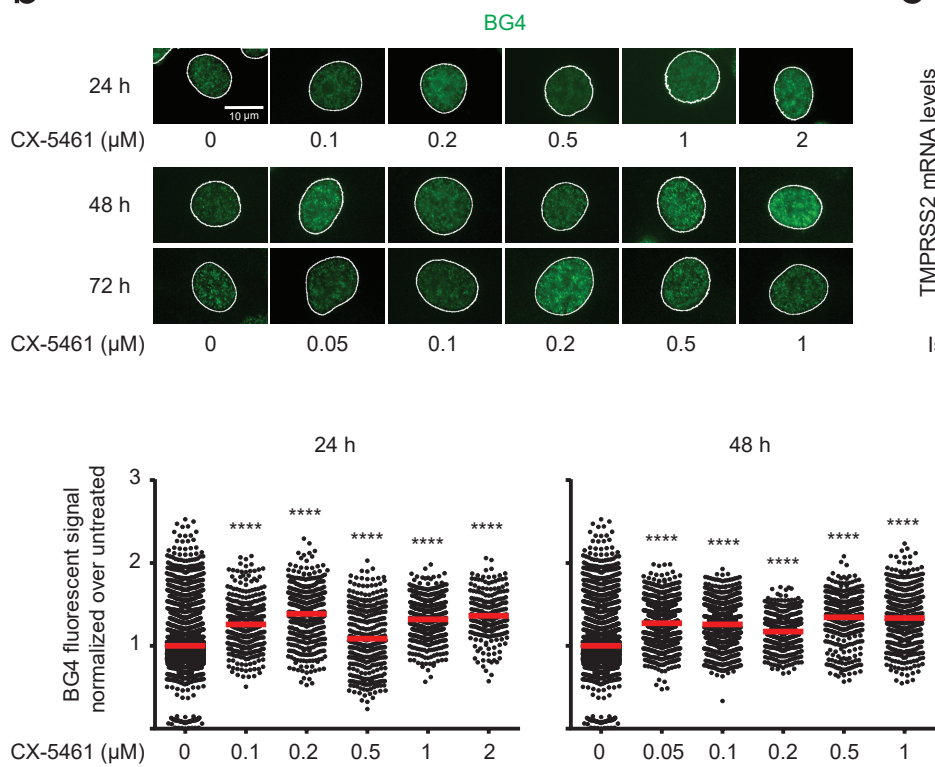 BG4
24 h
10 µm
CX-5461 (µM) 0 0.1 0.2 0.5 1 2
48 h
72 h
CX-5461 (µM) 0 0.05 0.1 0.2 0.5 1
TMPRSS2 mRNA levels
24 h
48 h
BG4 fluorescent signal
normalized over untreated
3
2
1
**** **** **** **** ****
**** **** **** **** ****
CX-5461 (µM) 0 0.1 0.2 0.5 1 2 0 0.05 0.1 0.2 0.5 1